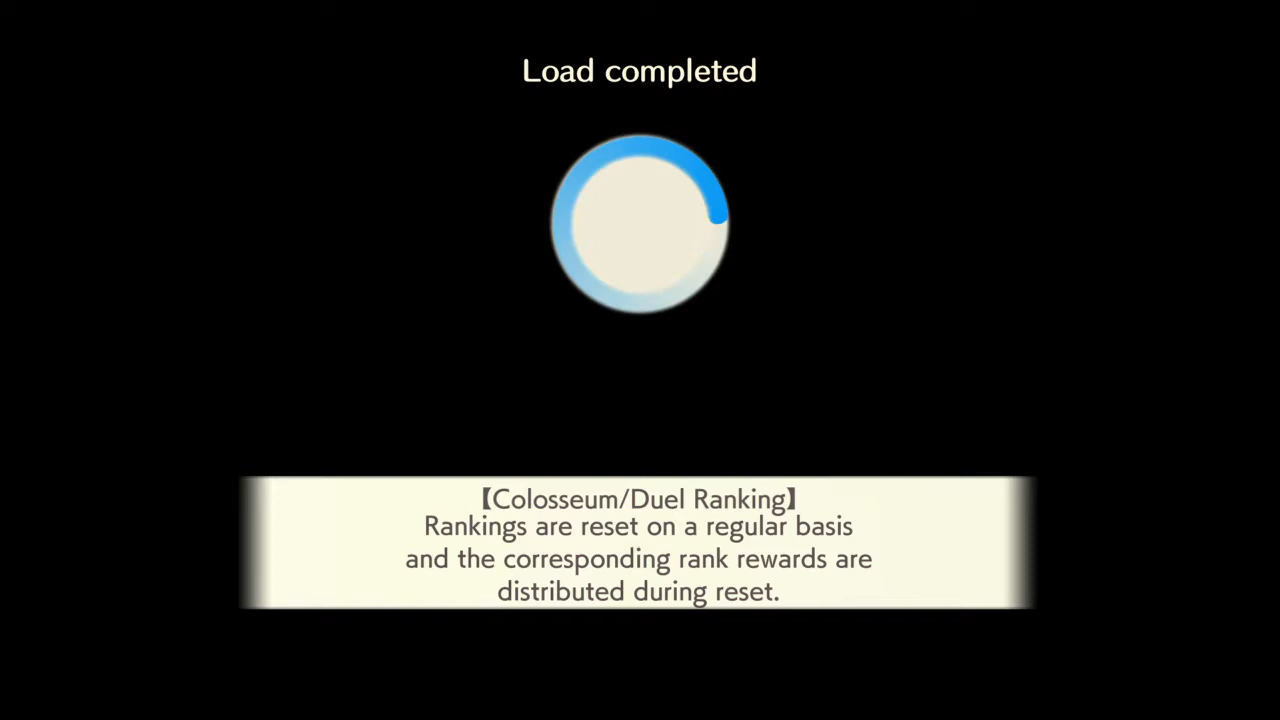 Load completed
【Colosseum/Duel Ranking】
Rankings are reset on a regular basis
and the corresponding rank rewards are
distributed during reset.